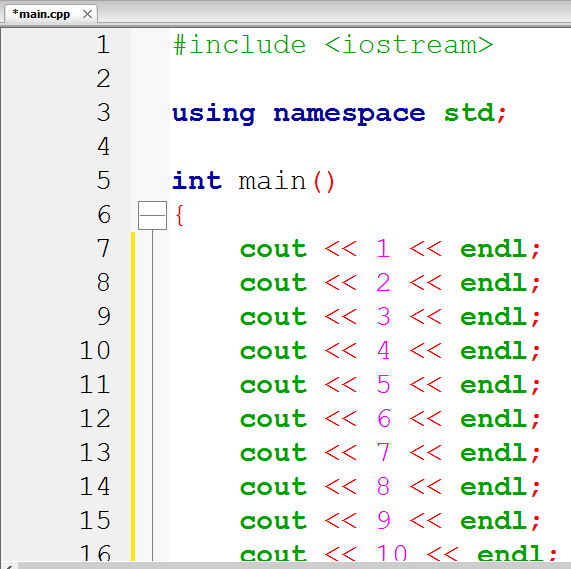 *main.cpp
1 #include <iostream>
2
3 using namespace std;
4
5 int main()
6 {
7 cout << 1 << endl;
8 cout << 2 << endl;
9 cout << 3 << endl;
10 cout << 4 << endl;
11 cout << 5 << endl;
12 cout << 6 << endl;
13 cout << 7 << endl;
14 cout << 8 << endl;
15 cout << 9 << endl;
16 cout << 10 << endl;